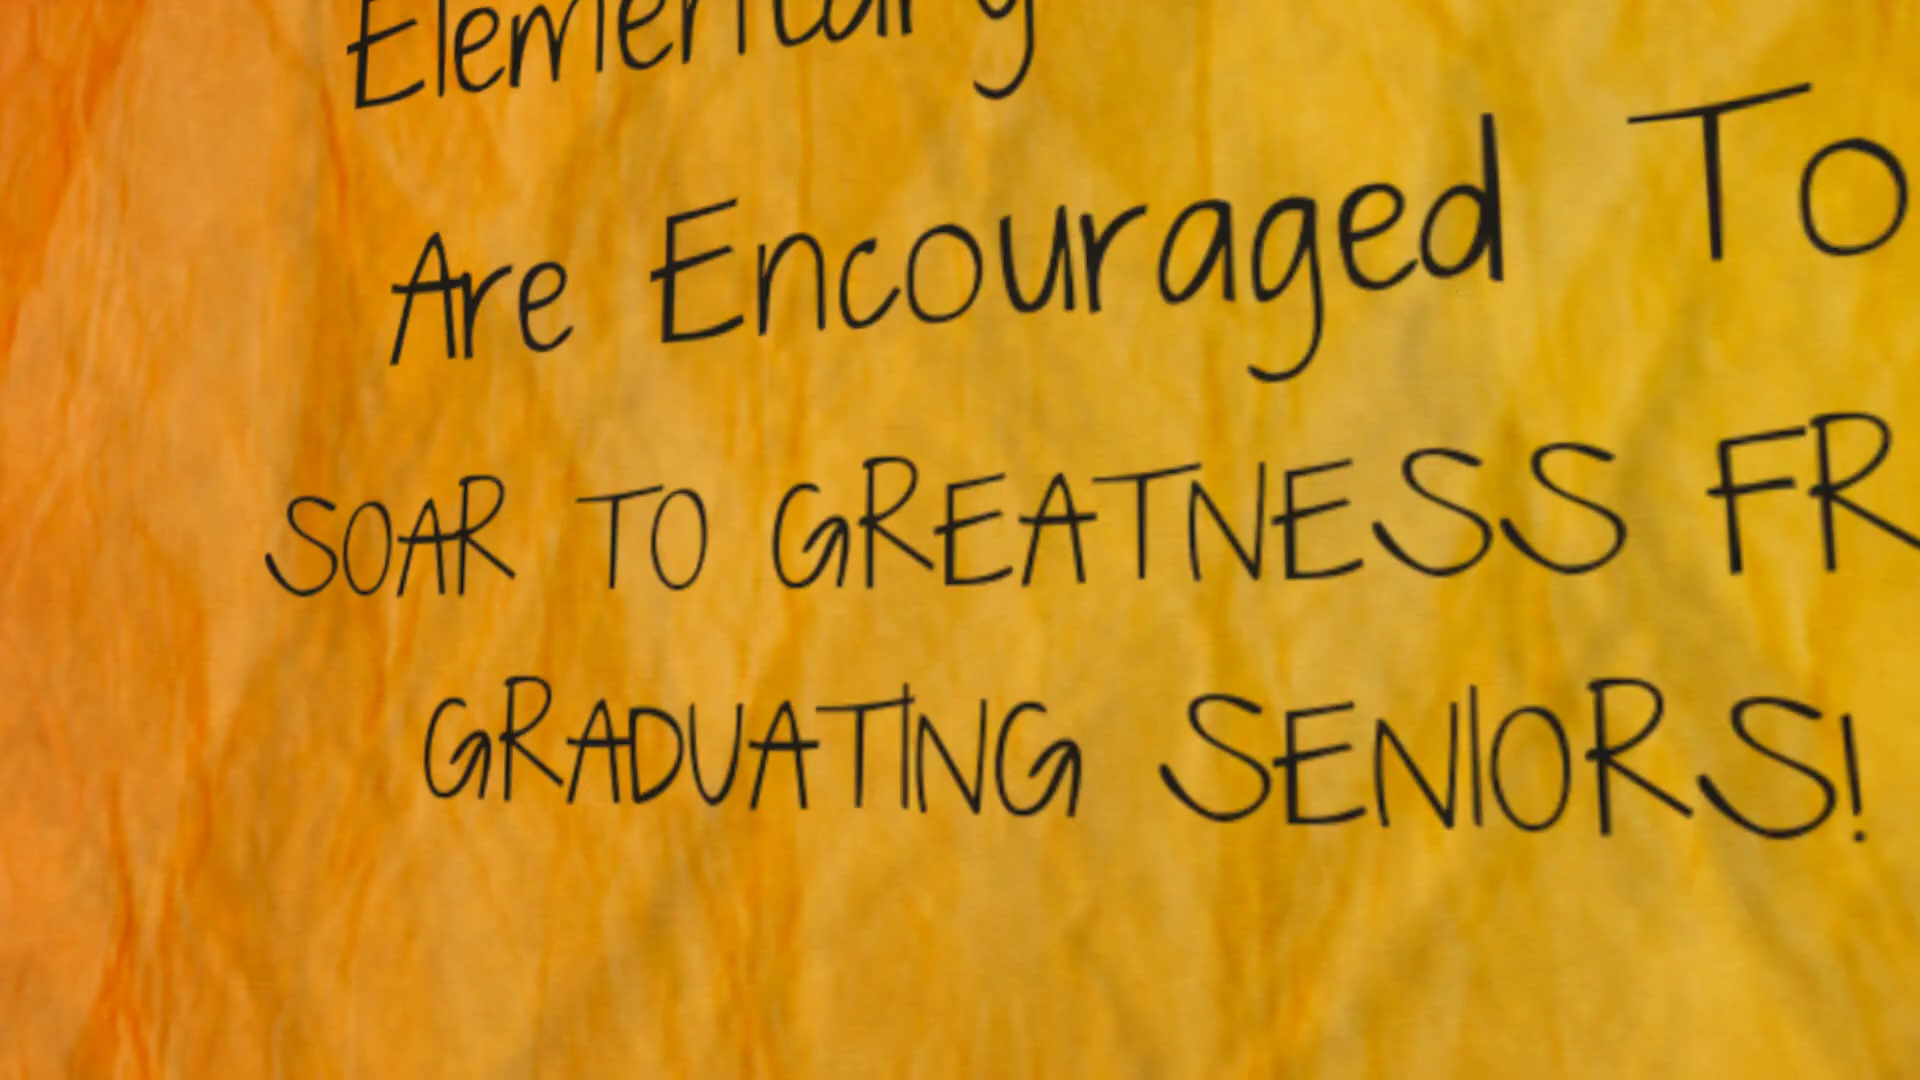 Elementary
Are Encouraged To
SOAR TO GREATNESS FR
GRADUATING SENIORS!